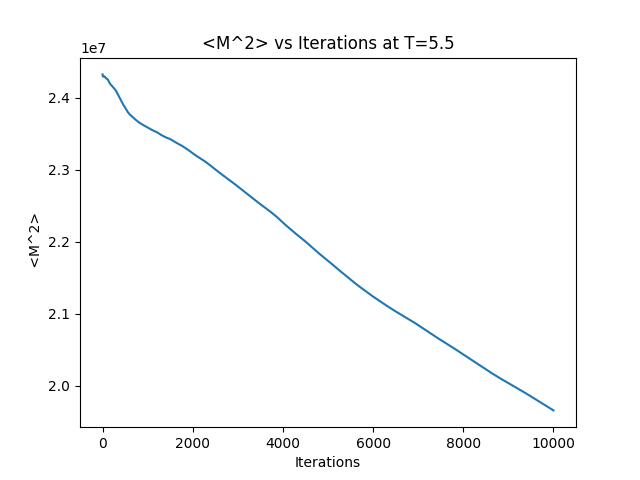 <M^2> vs Iterations at T=5.5
1e7
2.4
2.3
2.2
2.1
2.0
<M^2>
0 2000 4000 6000 8000 10000
Iterations